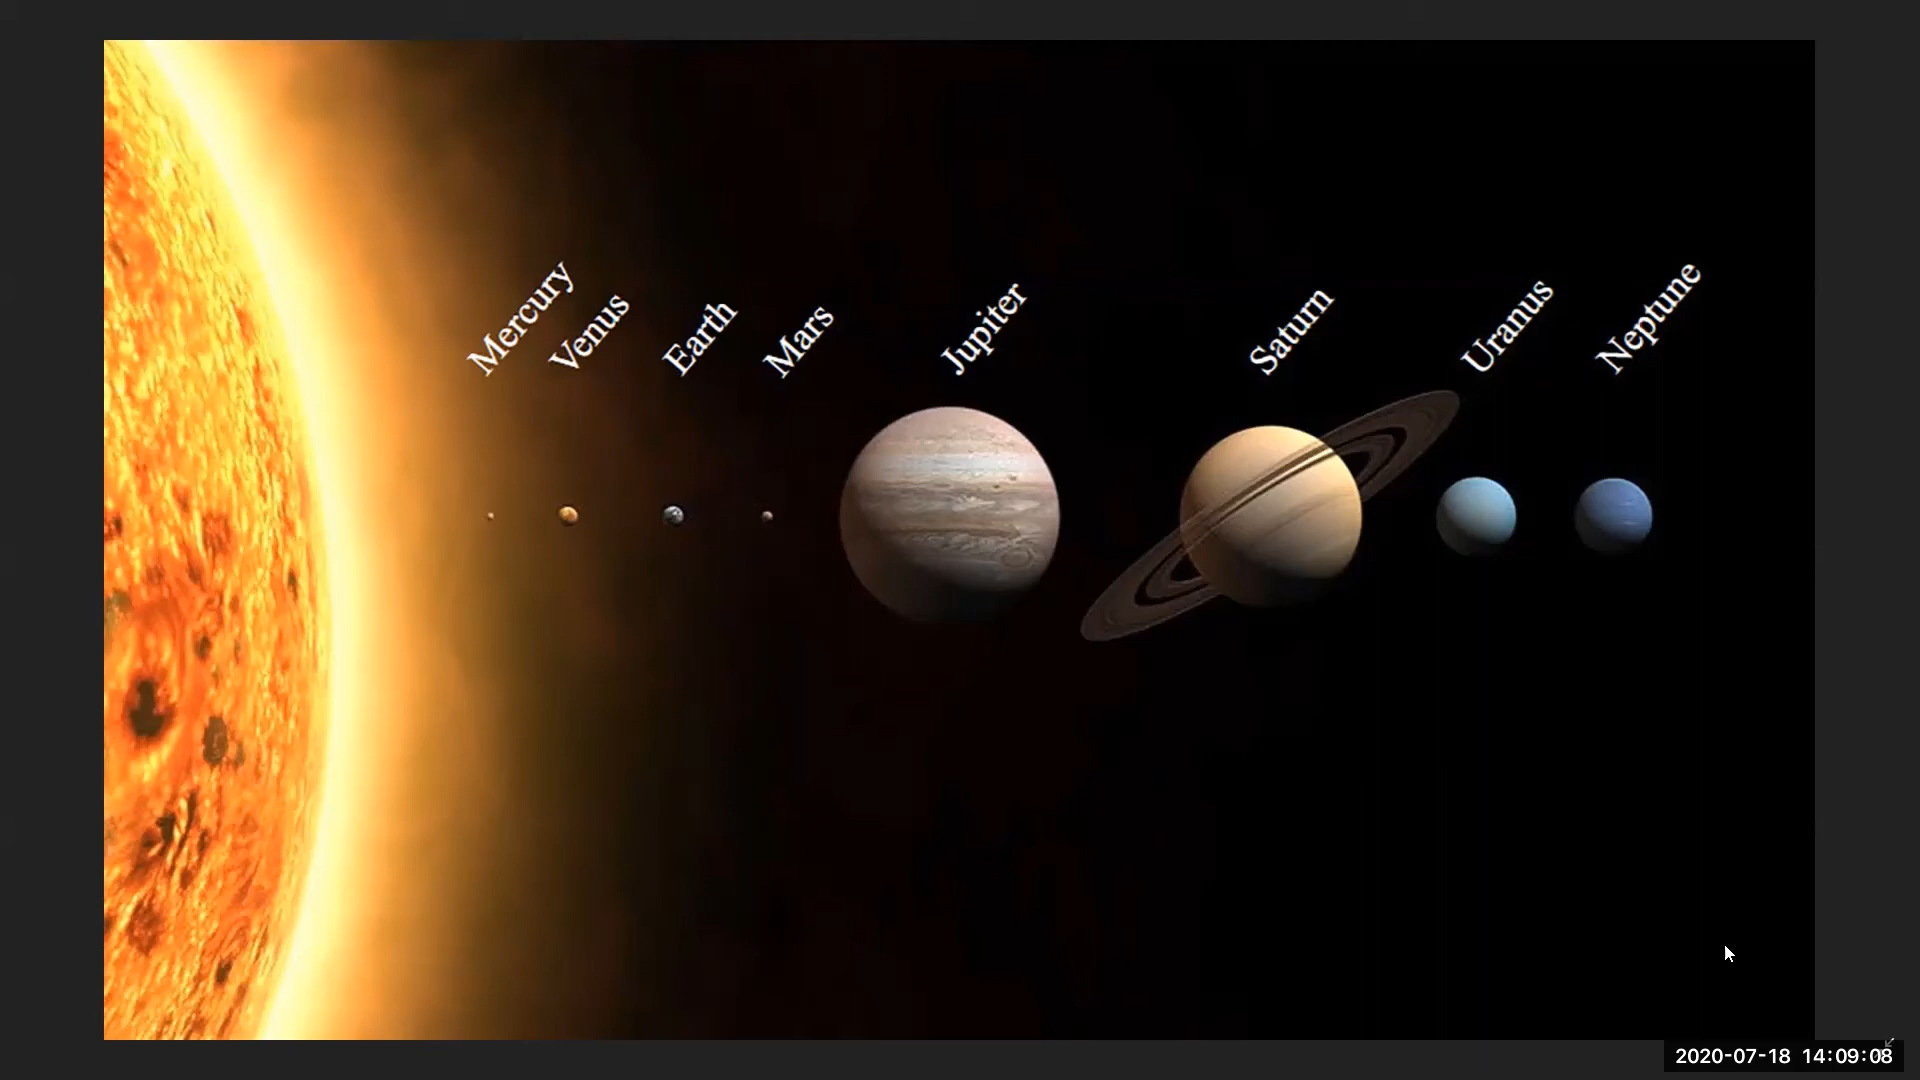 Mercury
Venus
Earth
Mars
Jupiter
Saturn
Uranus
Neptune
2020-07-18 14:09:08